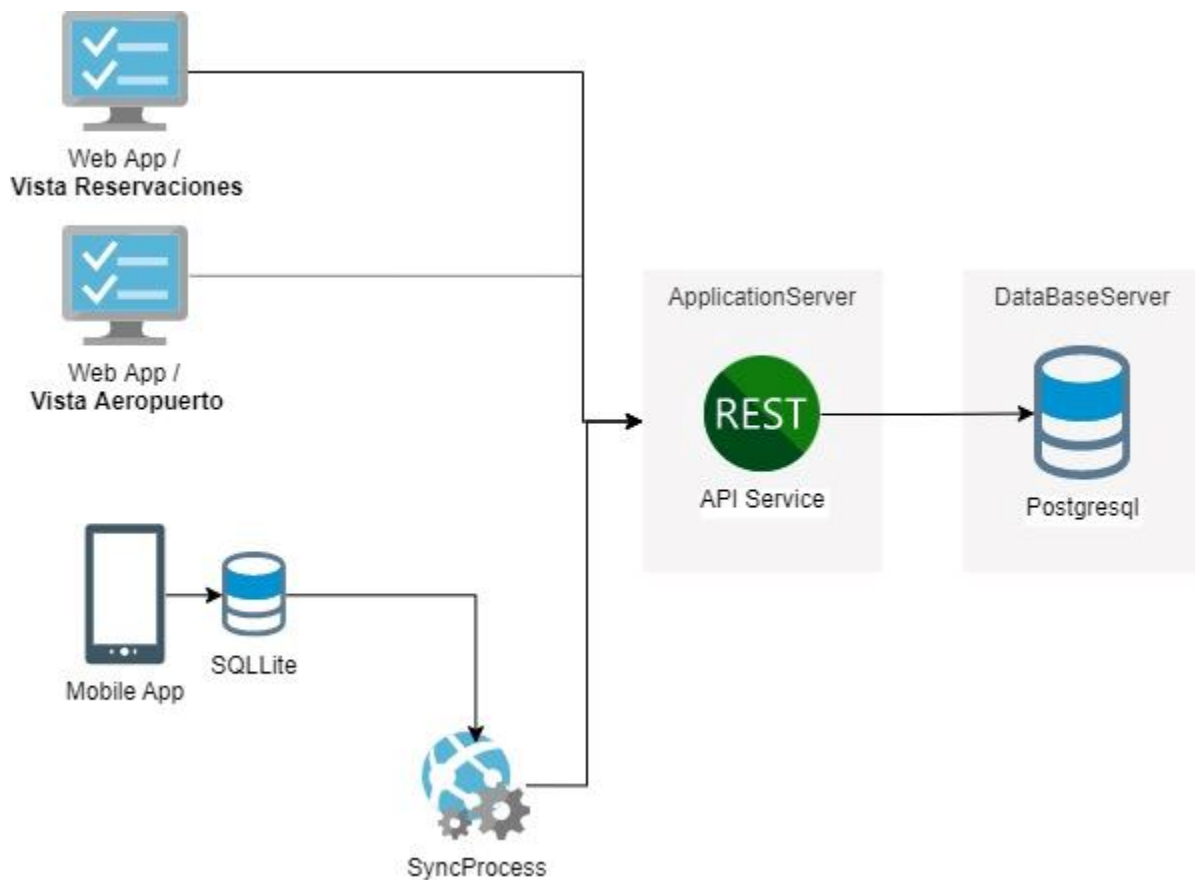 Web App /
Vista Reservaciones
Web App /
Vista Aeropuerto
ApplicationServer
REST
API Service
DataBaseServer
Postgresql
Mobile App
SQLLite
SyncProcess